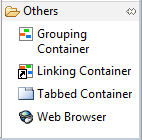 Others
Grouping
Container
Linking Container
Tabbed Container
Web Browser